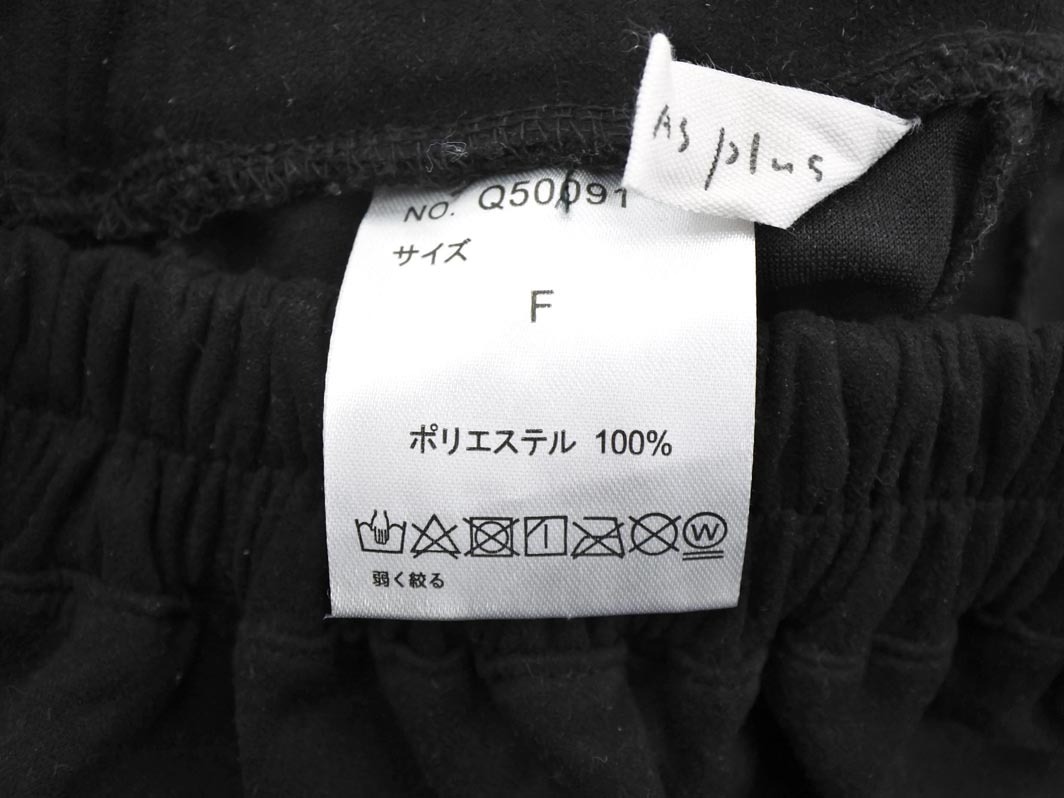 As plus
NO. Q50091
サイズ
F
ポリエステル 100%
W
弱く絞る